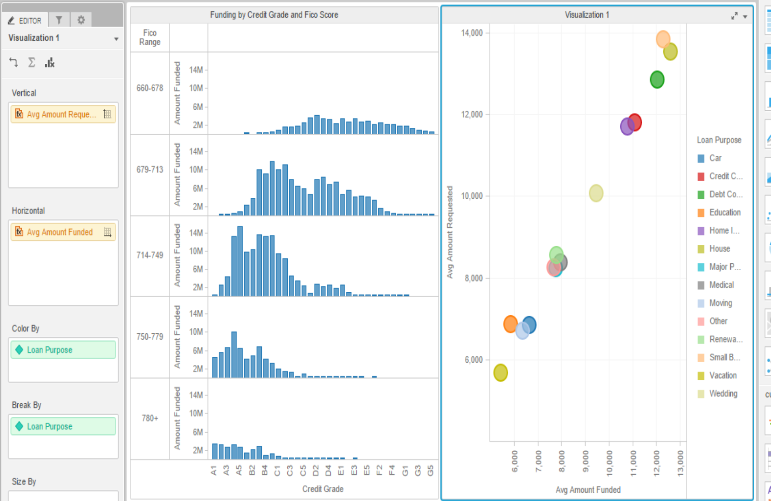 EDITOR
Visualization 1
Vertical
Avg Amount Reque...
Horizontal
Avg Amount Funded
Color By
Loan Purpose
Break By
Loan Purpose
Size By
Funding by Credit Grade and Fico Score
Fico
Range
660-678
Amount Funded
14M
10M
6M
2M
679-713
Amount Funded
14M
10M
6M
2M
714-749
Amount Funded
14M
10M
6M
2M
750-779
Amount Funded
14M
10M
6M
2M
780+
Amount Funded
14M
10M
6M
2M
A1 A3 A5 B2 B4 C1 C3 C5 D2 D4 E1 E3 E5 F2 F4 G1 G3 G5
Credit Grade
Visualization 1
Avg Amount Requested
14,000
12,000
10,000
8,000
6,000
6,000 7,000 8,000 9,000 10,000 11,000 12,000 13,000
Avg Amount Funded
Loan Purpose
Car
Credit C...
Debt Co...
Education
Home I...
House
Major P...
Medical
Moving
Other
Renewa...
Small B...
Vacation
Wedding